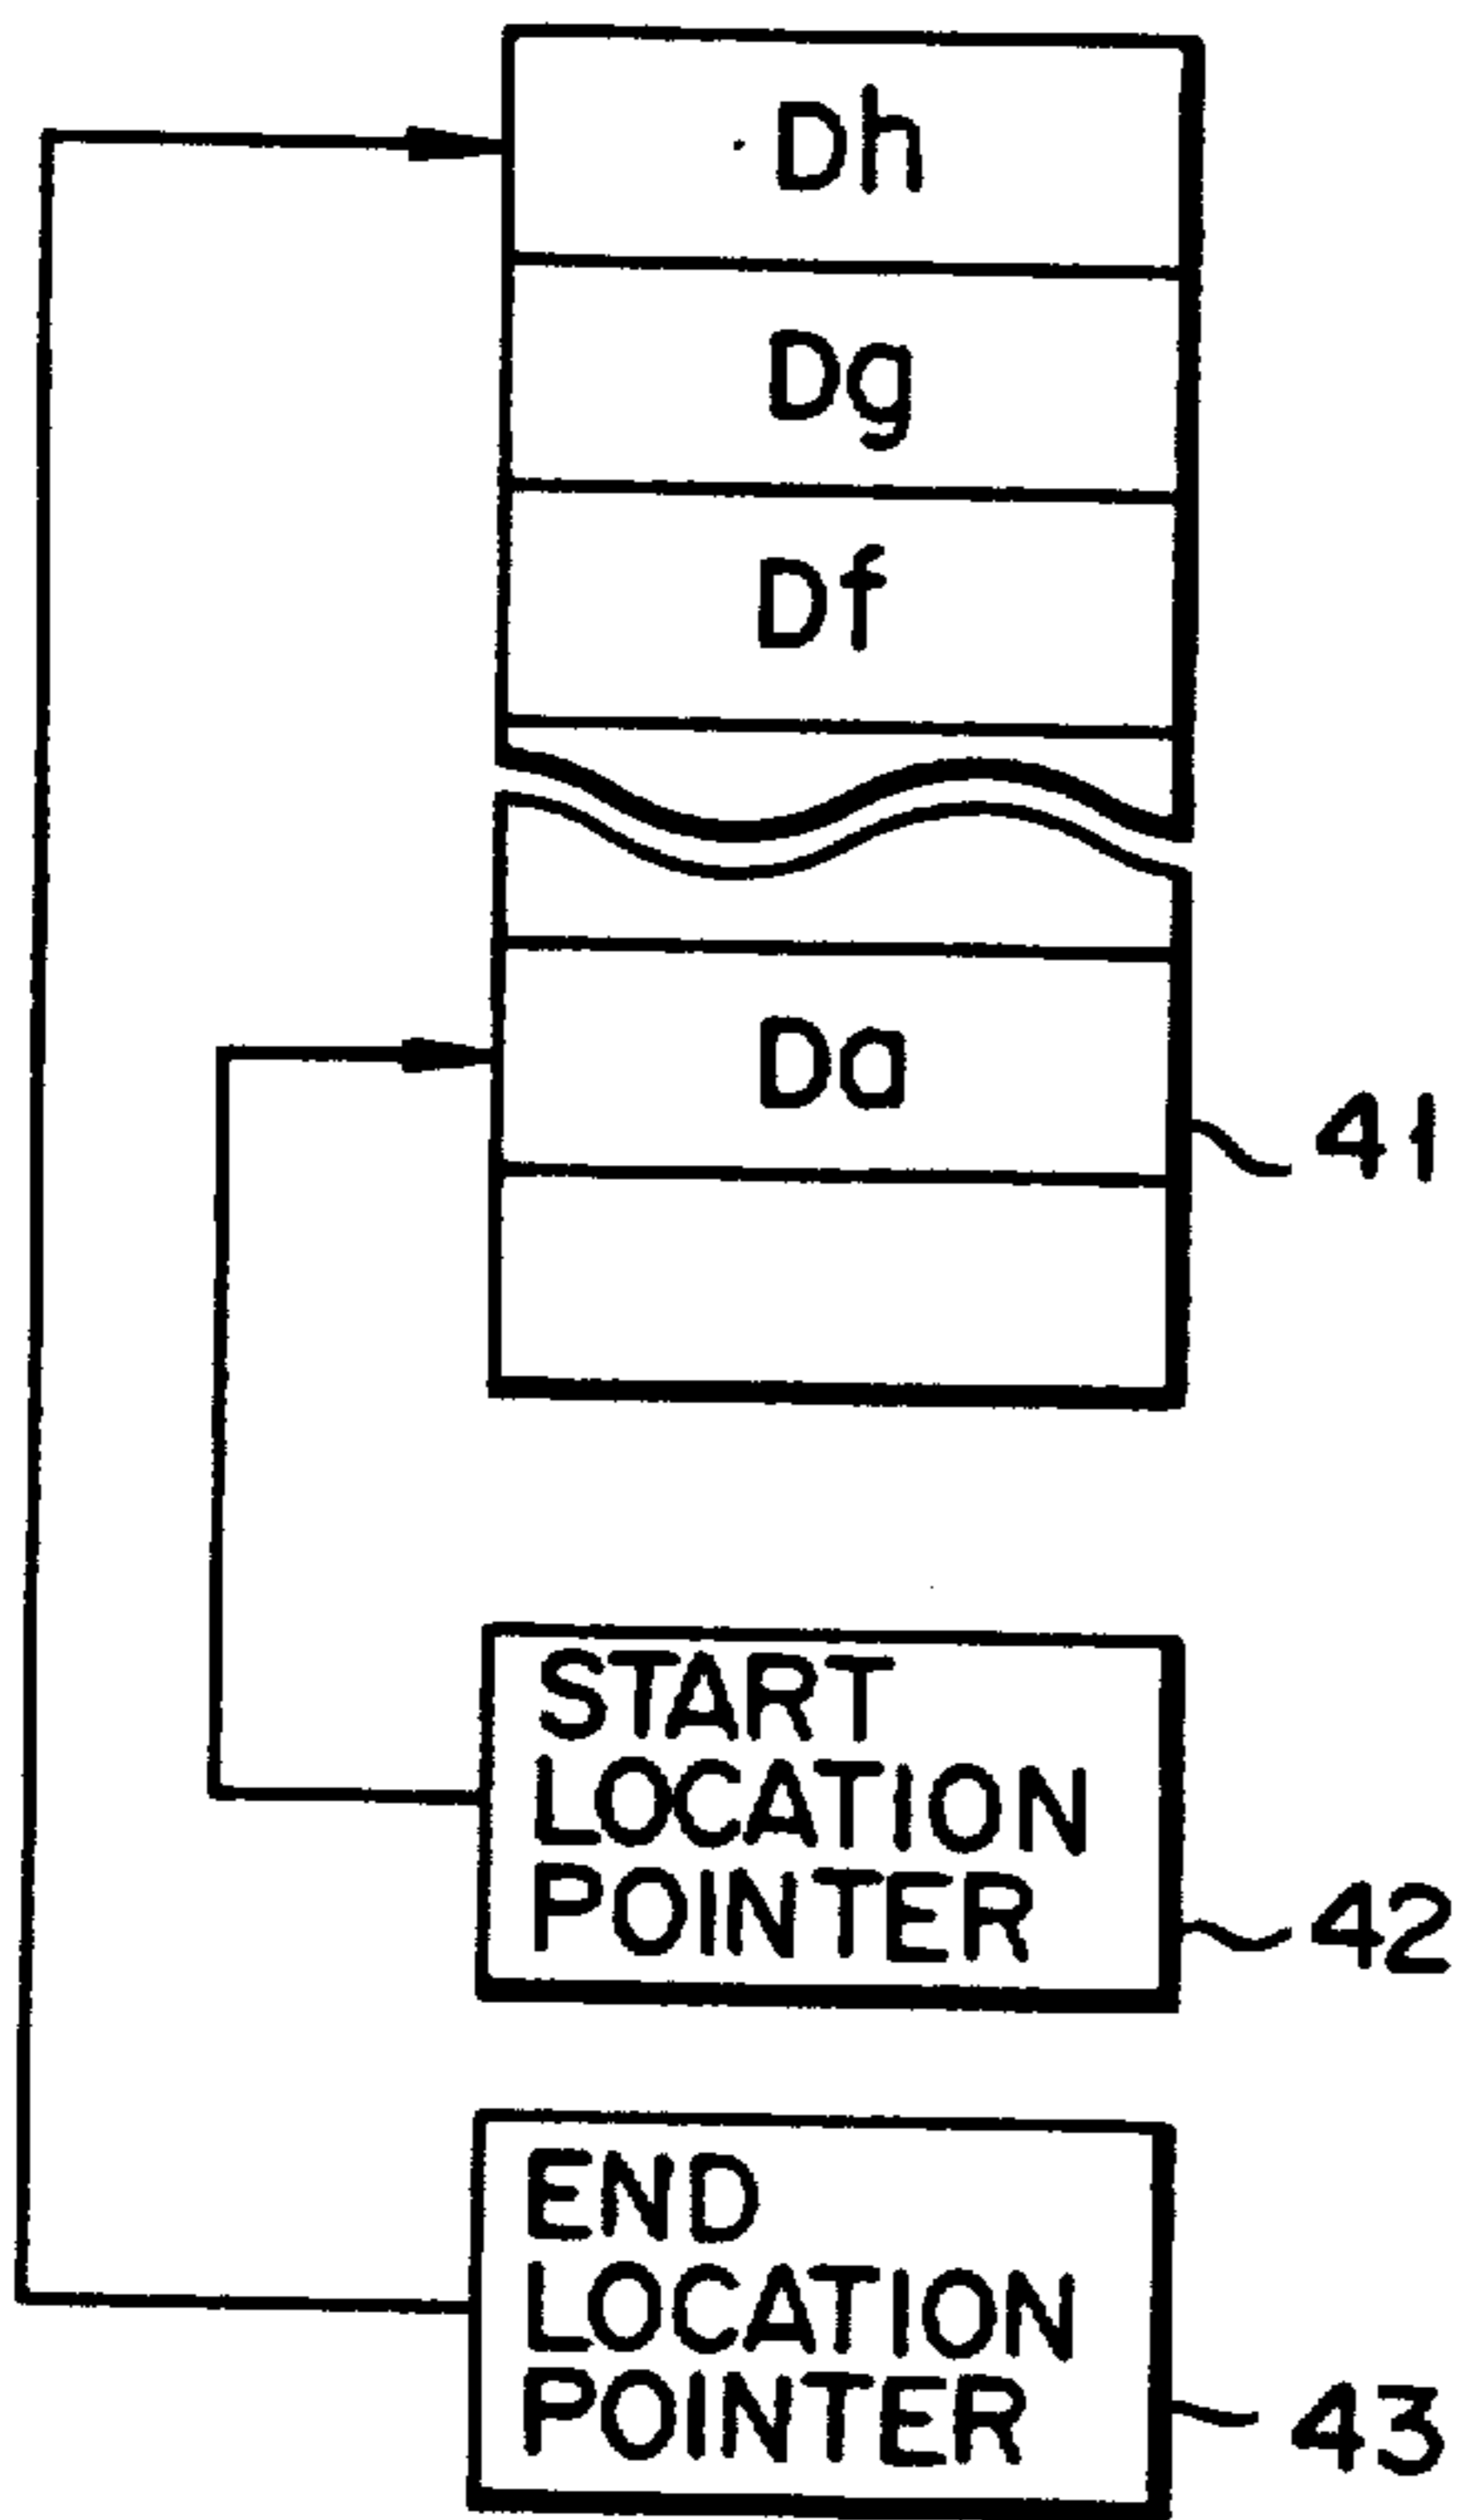 Dh
Dg
Df
Da
41
START
LOCATION
POINTER
42
END
LOCATION
POINTER
43